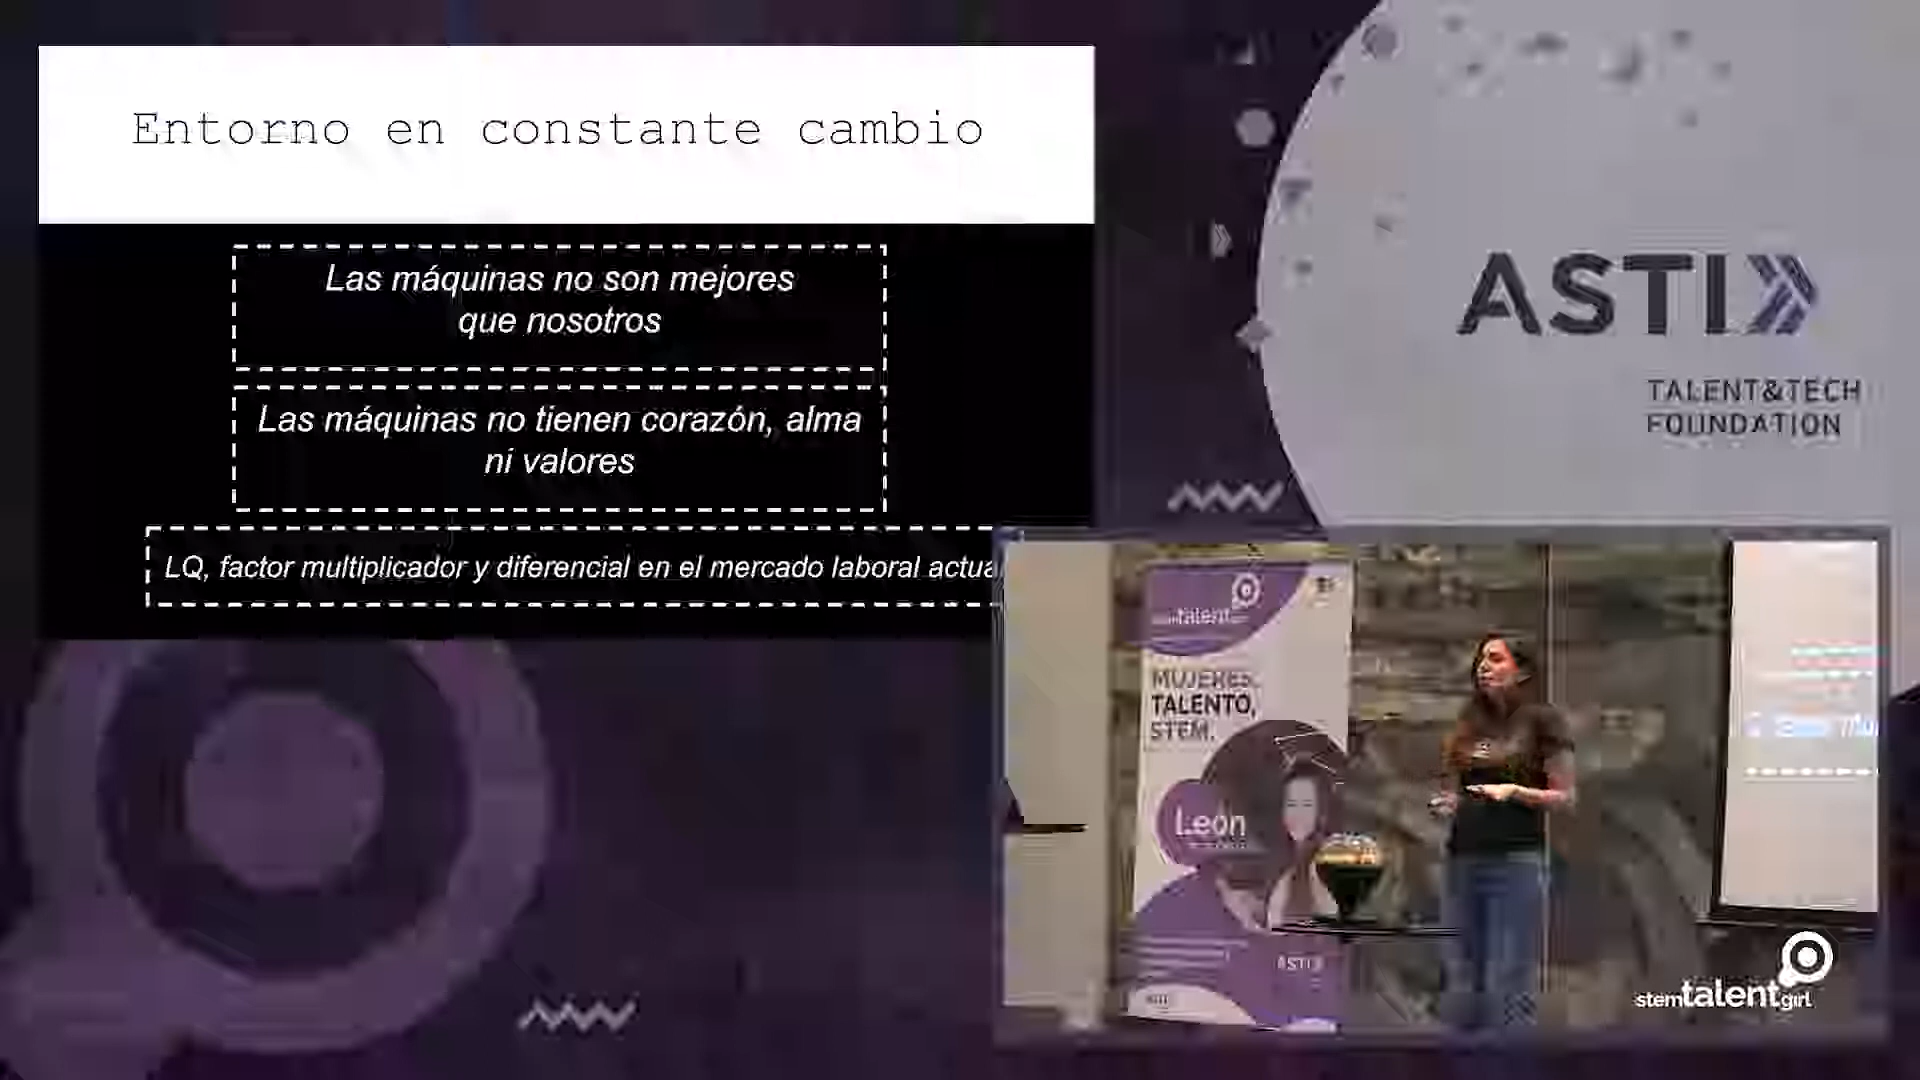 Entorno en constante cambio
Las máquinas no son mejores
que nosotros
Las máquinas no tienen corazón, alma
ni valores
LQ, factor multiplicador y diferencial en el mercado laboral actua
ASTI
TALENT&TECH
FOUNDATION
talent
MUJERES,
TALENTO,
STEM.
León
ASTI
stemtalentgirl